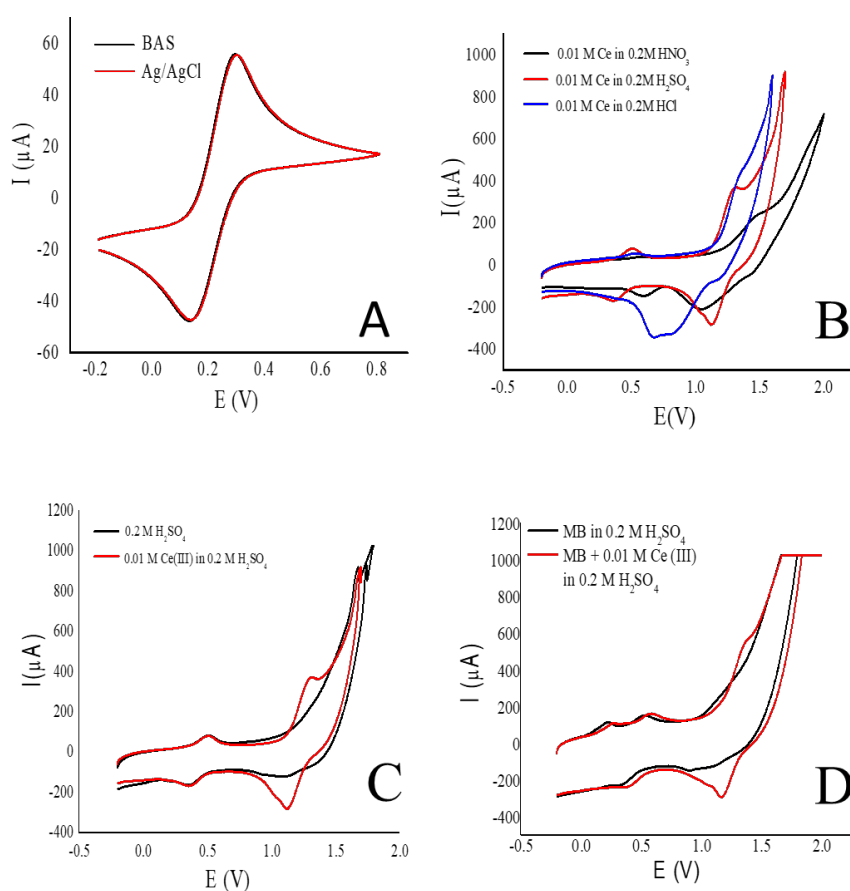 60
40
20
0
-20
-40
-60
I (µA)
BAS
Ag/AgCl
A
-0.2 0.0 0.2 0.4 0.6 0.8
E (V)
1000
800
600
400
200
0
-200
-400
I(µA)
0.01 M Ce in 0.2M HNO₃
0.01 M Ce in 0.2M H₂SO₄
0.01 M Ce in 0.2M HCl
B
-0.5 0.0 0.5 1.0 1.5 2.0
E(V)
1200
1000
800
600
400
200
0
-200
-400
I(µA)
0.2 M H₂SO₄
0.01 M Ce(III) in 0.2 M H₂SO₄
C
0.0 0.5 1.0 1.5 2.0
E (V)
1200
1000
800
600
400
200
0
-200
-400
I (µA)
MB in 0.2 M H₂SO₄
MB + 0.01 M Ce (III)
in 0.2 M H₂SO₄
D
-0.5 0.0 0.5 1.0 1.5 2.0
E (V)